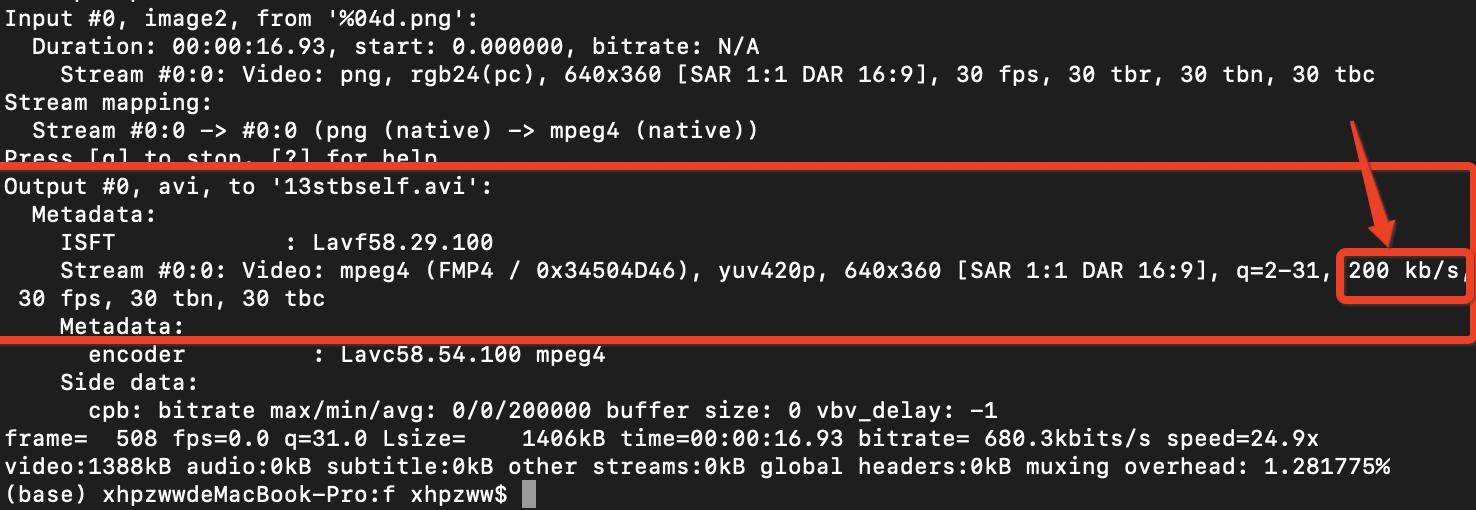 Input #0, image2, from '%04d.png':
  Duration: 00:00:16.93, start: 0.000000, bitrate: N/A
    Stream #0:0: Video: png, rgb24(pc), 640x360 [SAR 1:1 DAR 16:9], 30 fps, 30 tbr, 30 tbn, 30 tbc
Stream mapping:
  Stream #0:0 -> #0:0 (png (native) -> mpeg4 (native))
Press [q] to stop, [?] for help
Output #0, avi, to '13stbself.avi':
  Metadata:
    ISFT            : Lavf58.29.100
    Stream #0:0: Video: mpeg4 (FMP4 / 0x34504D46), yuv420p, 640x360 [SAR 1:1 DAR 16:9], q=2-31, 200 kb/s,
 30 fps, 30 tbn, 30 tbc
    Metadata:
      encoder         : Lavc58.54.100 mpeg4
    Side data:
      cpb: bitrate max/min/avg: 0/0/200000 buffer size: 0 vbv_delay: -1
frame=  508 fps=0.0 q=31.0 Lsize=    1406kB time=00:00:16.93 bitrate= 680.3kbits/s speed=24.9x
video:1388kB audio:0kB subtitle:0kB other streams:0kB global headers:0kB muxing overhead: 1.281775%
(base) xhpzwwdeMacBook-Pro:f xhpzww$